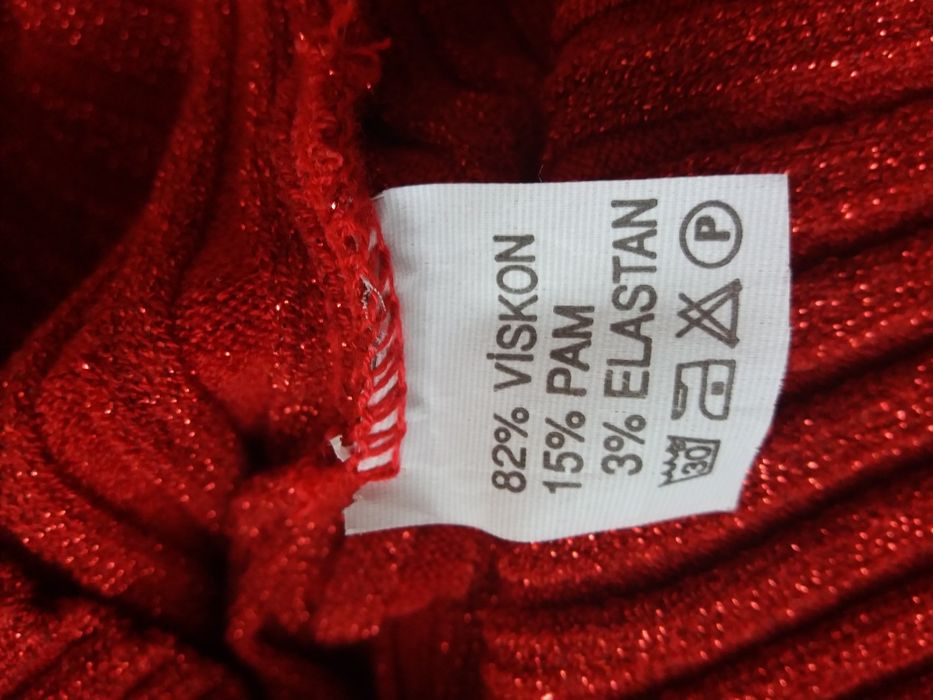 82% VİSKON
15% PAM
3% ELASTAN
30 P